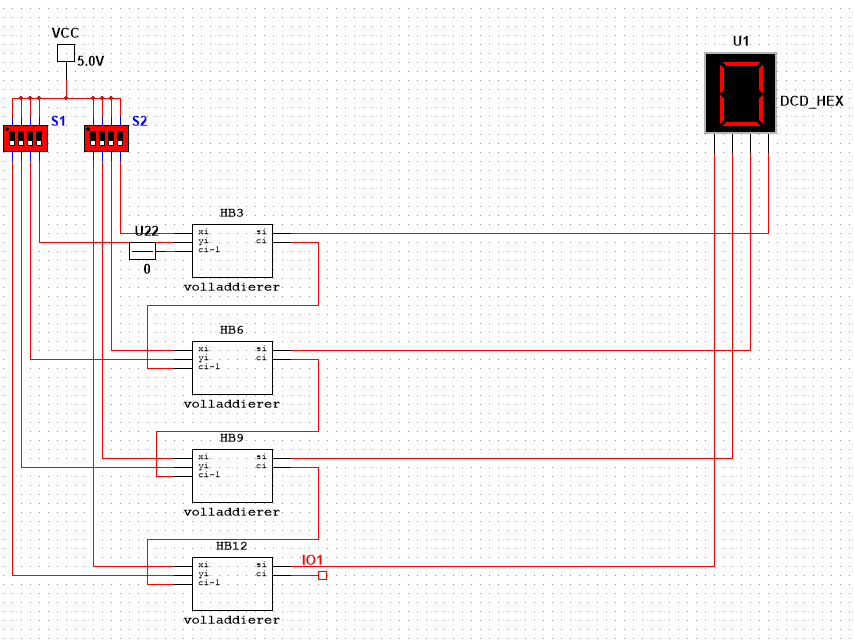 VCC
5.0V
S1
S2
U1
DCD_HEX
U22
0
HB3
xi
yi
ci-1
si
ci
volladdierer
HB6
xi
yi
ci-1
si
ci
volladdierer
HB9
xi
yi
ci-1
si
ci
volladdierer
HB12
xi
yi
ci-1
si
ci
IO1
volladdierer